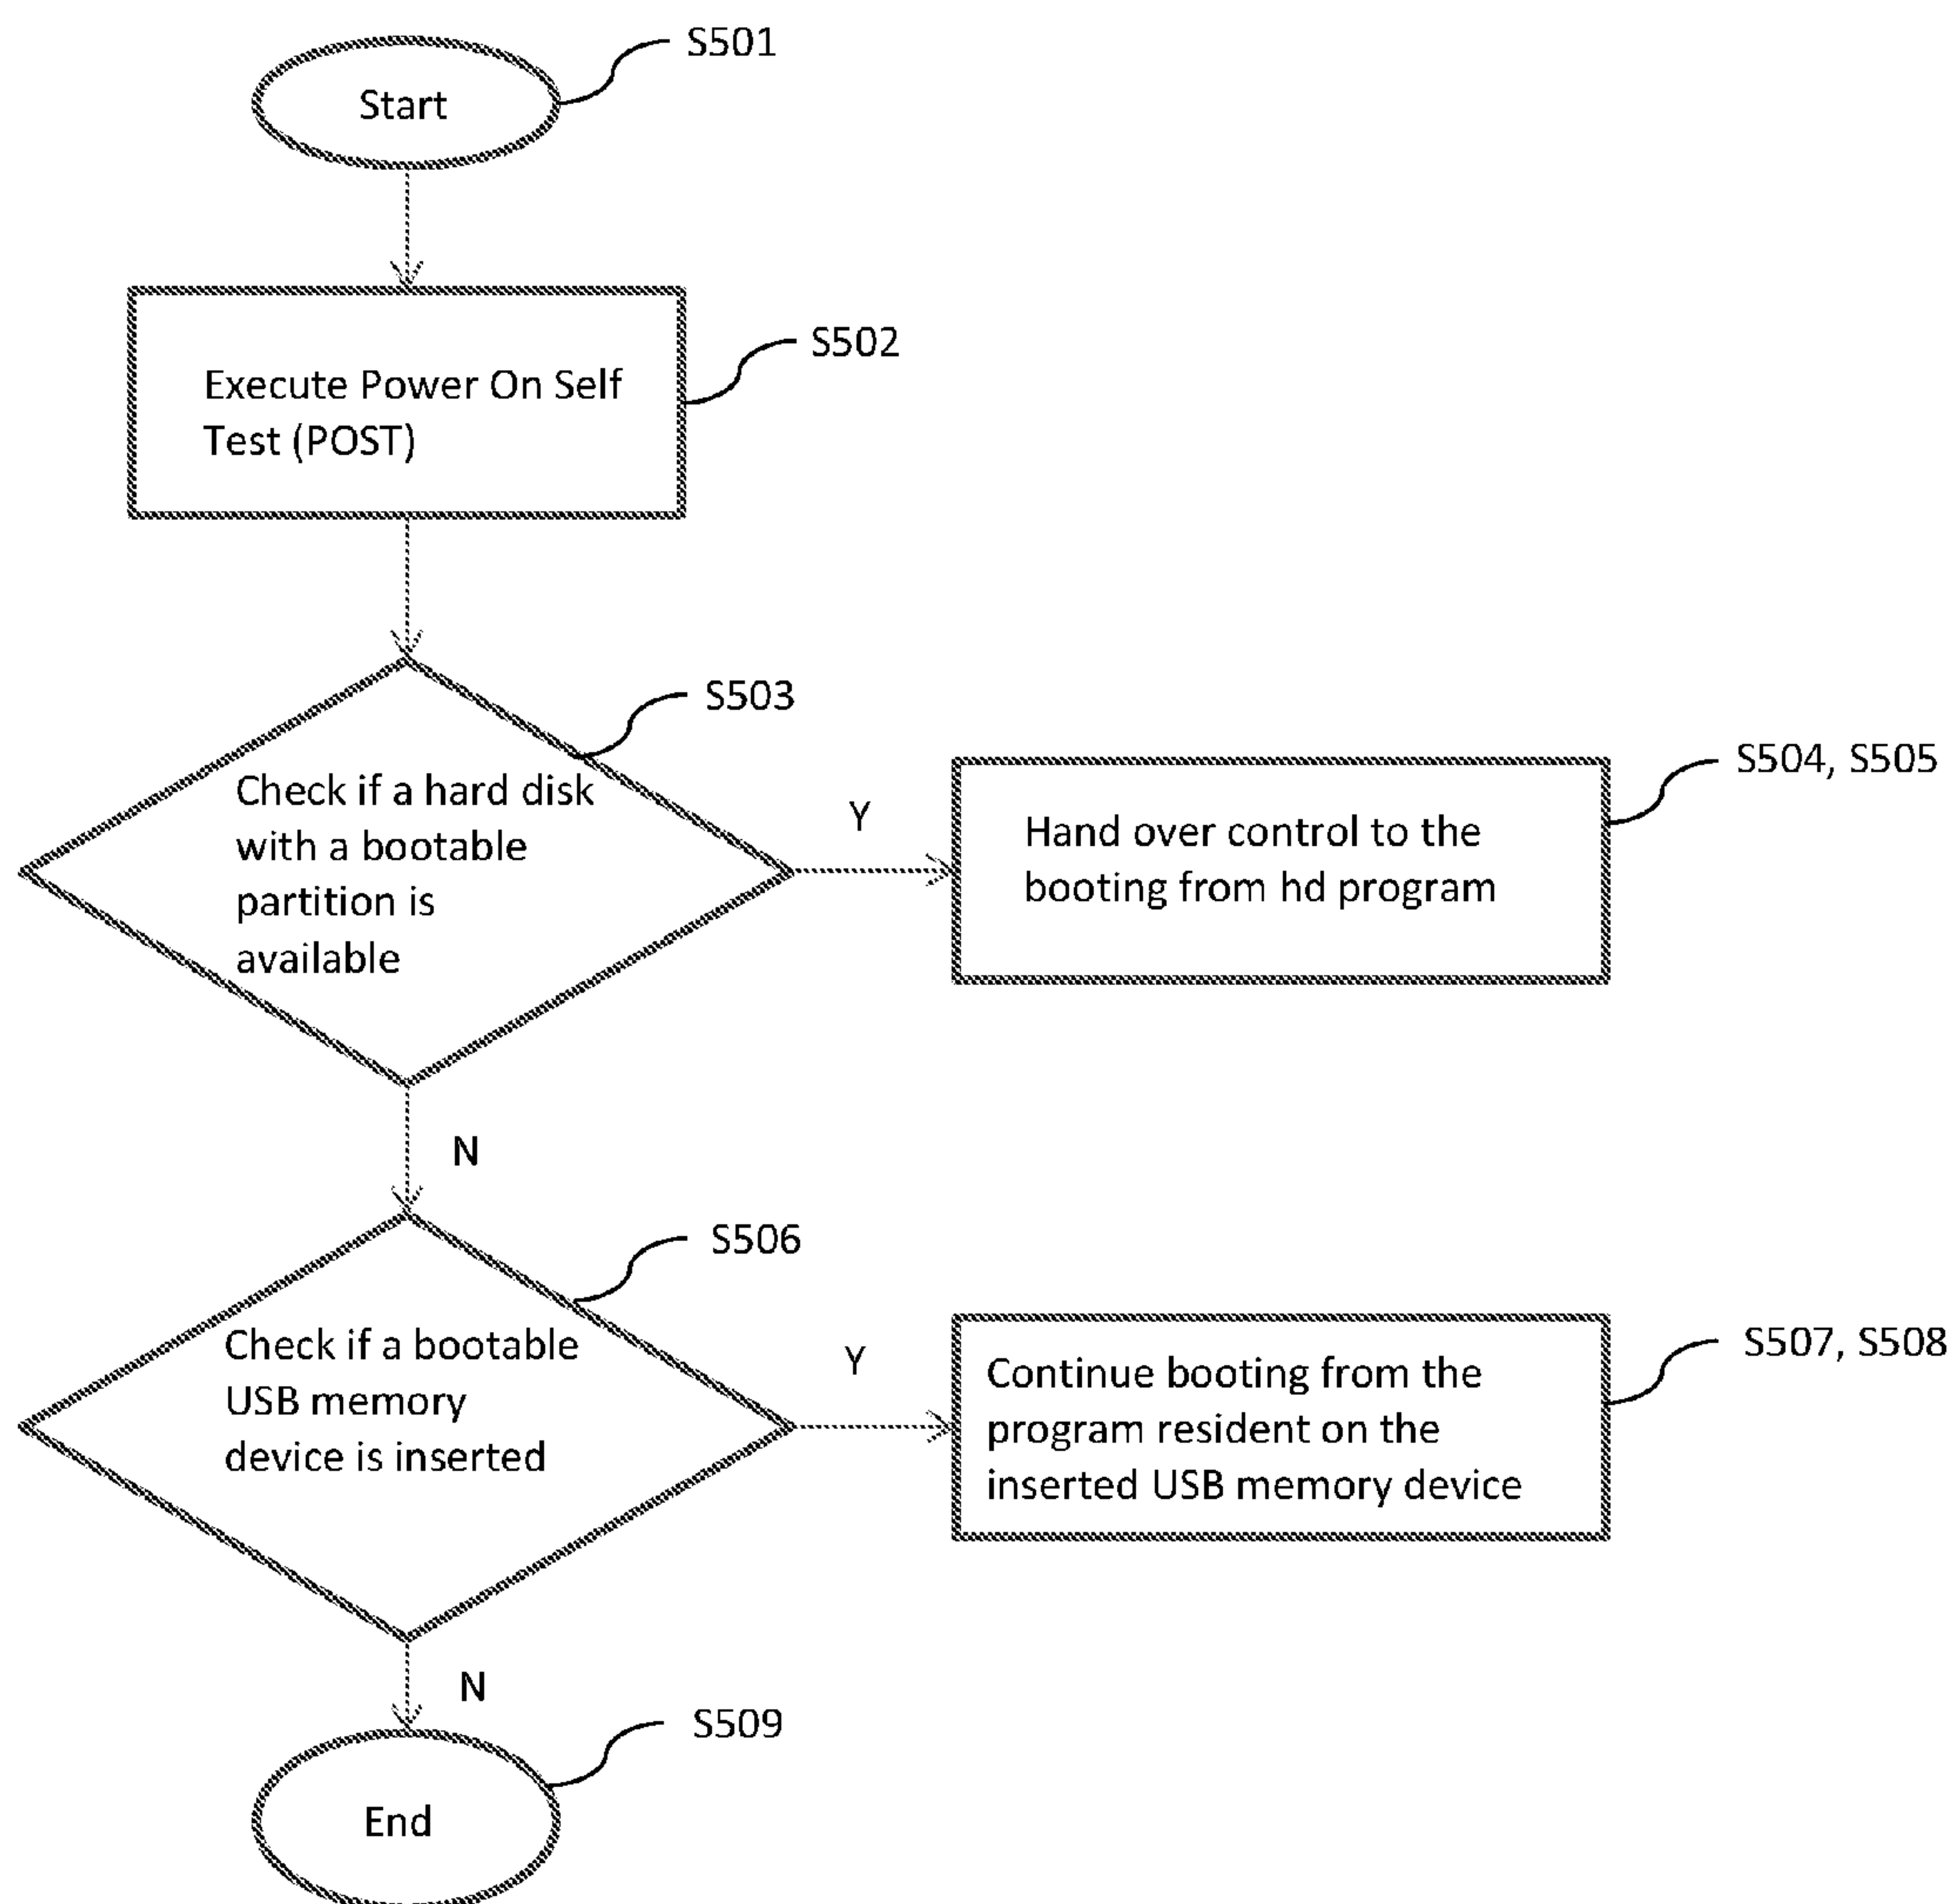 S501
Start
S502
Execute Power On Self
Test (POST)
S503
Check if a hard disk
with a bootable
partition is
available
Y
S504, S505
Hand over control to the
booting from hd program
N
S506
Check if a bootable
USB memory
device is inserted
Y
S507, S508
Continue booting from the
program resident on the
inserted USB memory device
N
S509
End